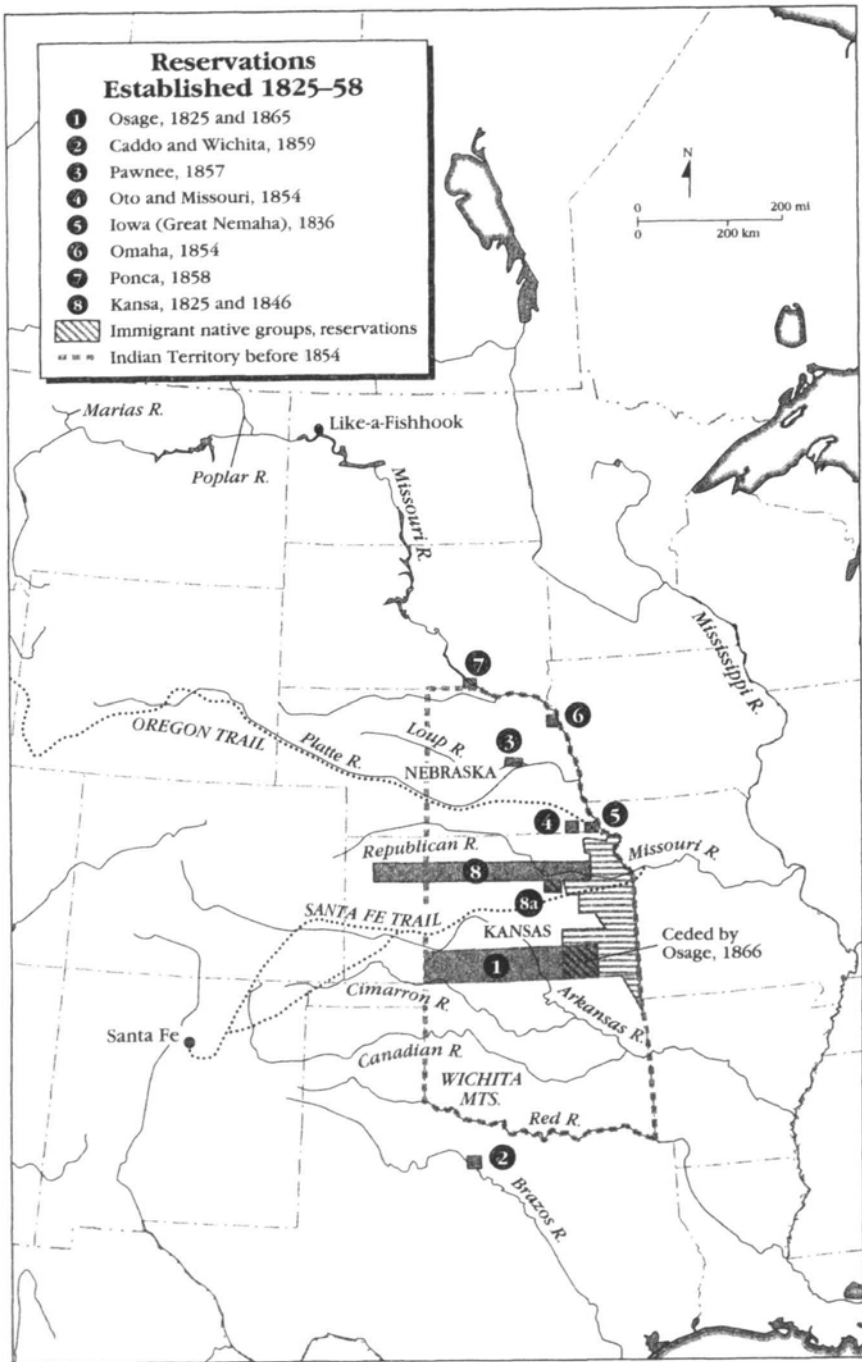 Reservations
Established 1825–58
1 Osage, 1825 and 1865
2 Caddo and Wichita, 1859
3 Pawnee, 1857
4 Oto and Missouri, 1854
5 Iowa (Great Nemaha), 1836
6 Omaha, 1854
7 Ponca, 1858
8 Kansa, 1825 and 1846
Immigrant native groups, reservations
Indian Territory before 1854
N
0 200 mi
0 200 km
Marias R.
Like-a-Fishhook
Poplar R.
Missouri R.
Mississippi R.
7
6
OREGON TRAIL
Platte R.
Loup R.
3
NEBRASKA
4
5
Republican R.
Missouri R.
8
8a
SANTA FE TRAIL
KANSAS
Ceded by
Osage, 1866
1
Cimarron R.
Arkansas R.
Santa Fe
Canadian R.
WICHITA
MTS.
Red R.
2
Brazos R.